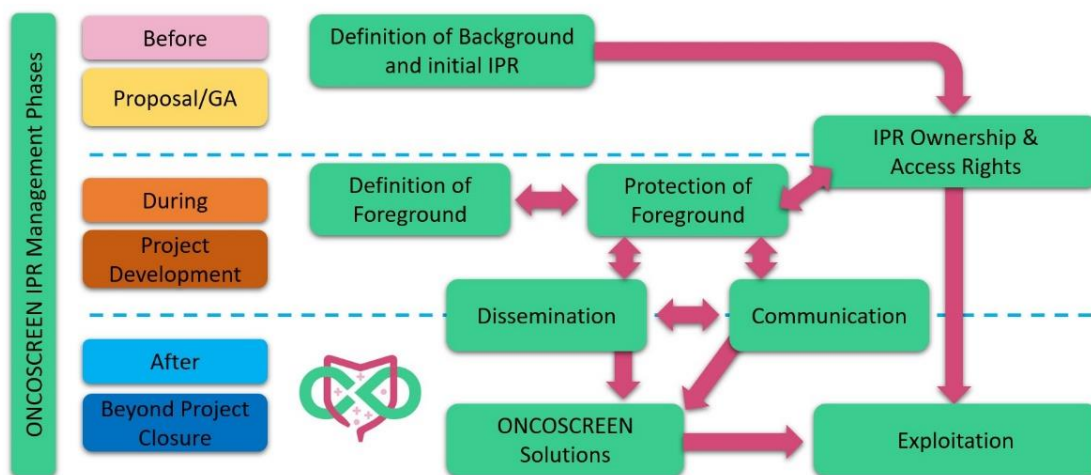 ONCOSCREEN IPR Management Phases
Before
Proposal/GA
Definition of Background
and initial IPR
IPR Ownership &
Access Rights
During
Project
Development
Definition of
Foreground
Protection of
Foreground
Dissemination
Communication
After
Beyond Project
Closure
ONCOSCREEN
Solutions
Exploitation